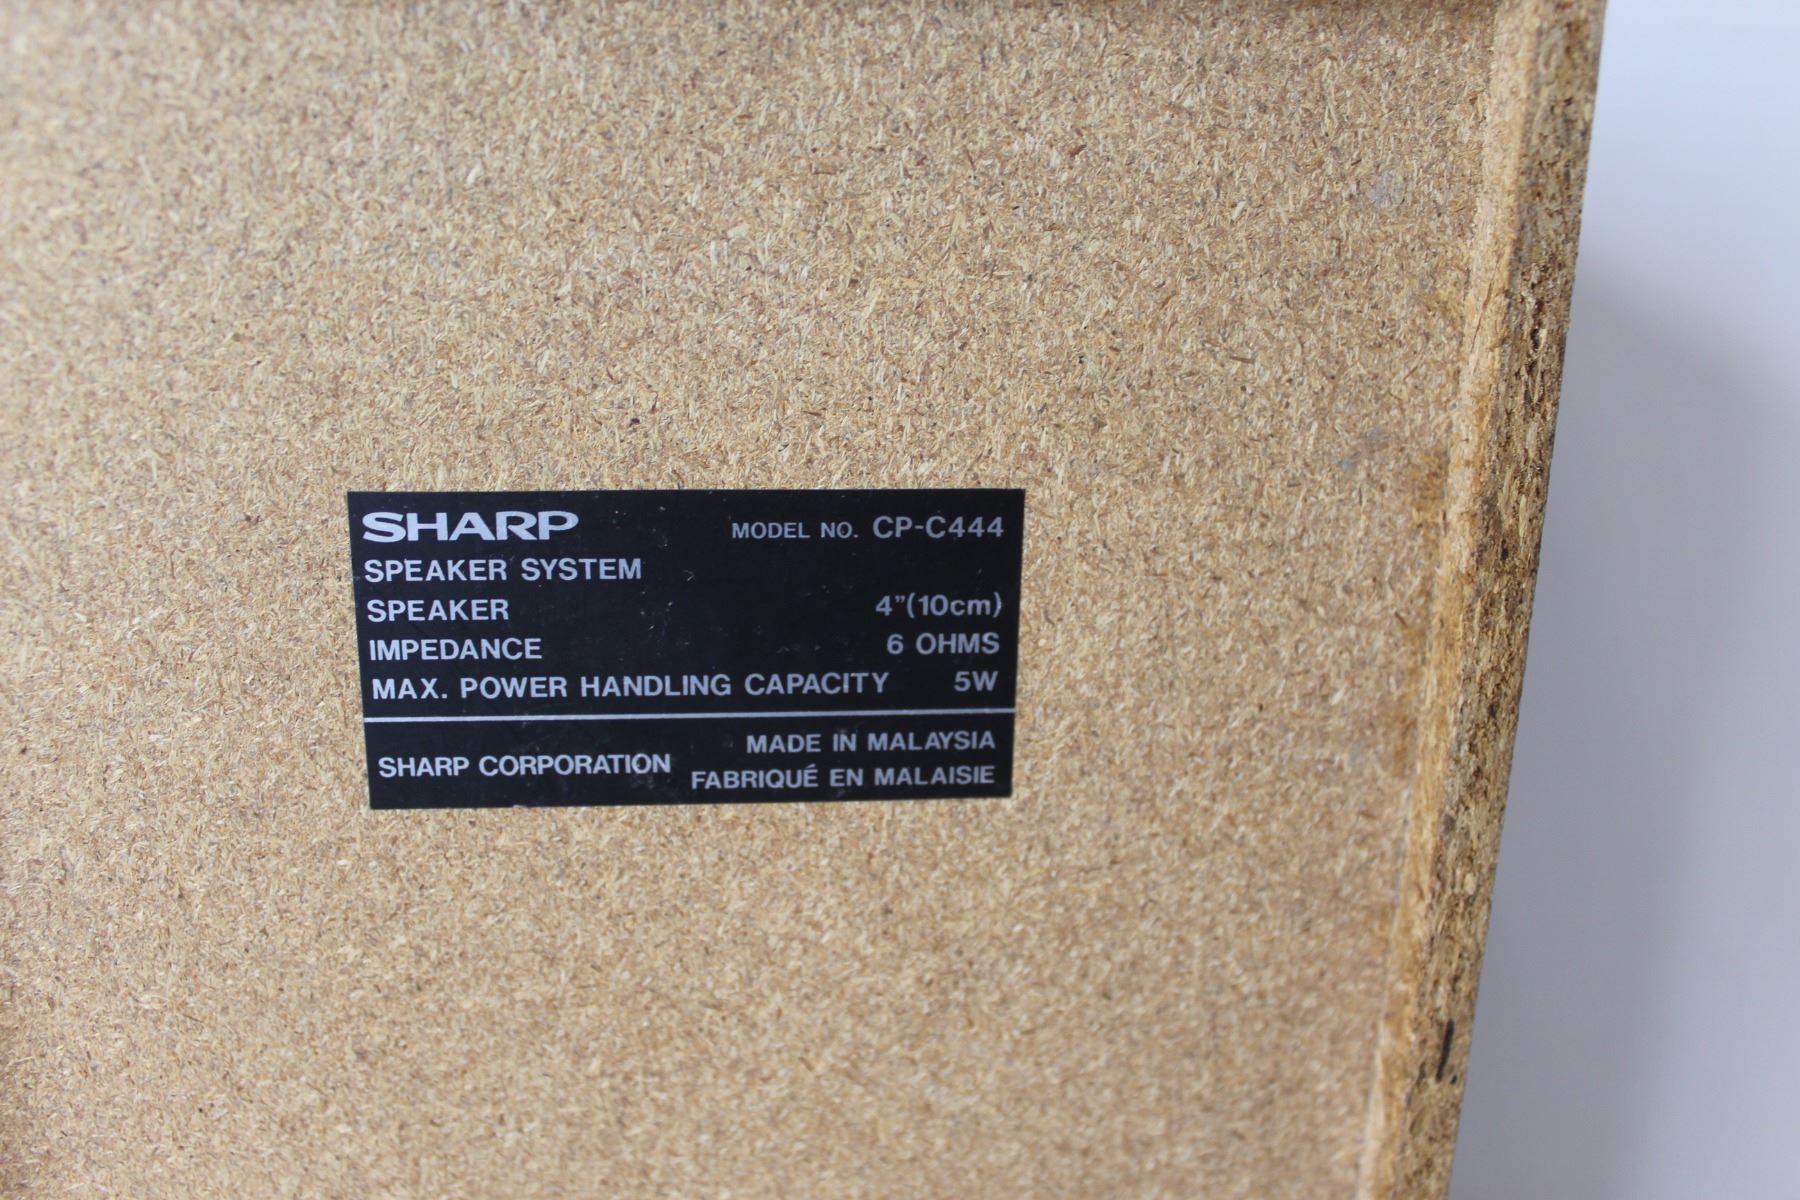 SHARP MODEL NO. CP-C444
SPEAKER SYSTEM
SPEAKER 4"(10cm)
IMPEDANCE 6 OHMS
MAX. POWER HANDLING CAPACITY 5W
SHARP CORPORATION
MADE IN MALAYSIA
FABRIQUÉ EN MALAISIE